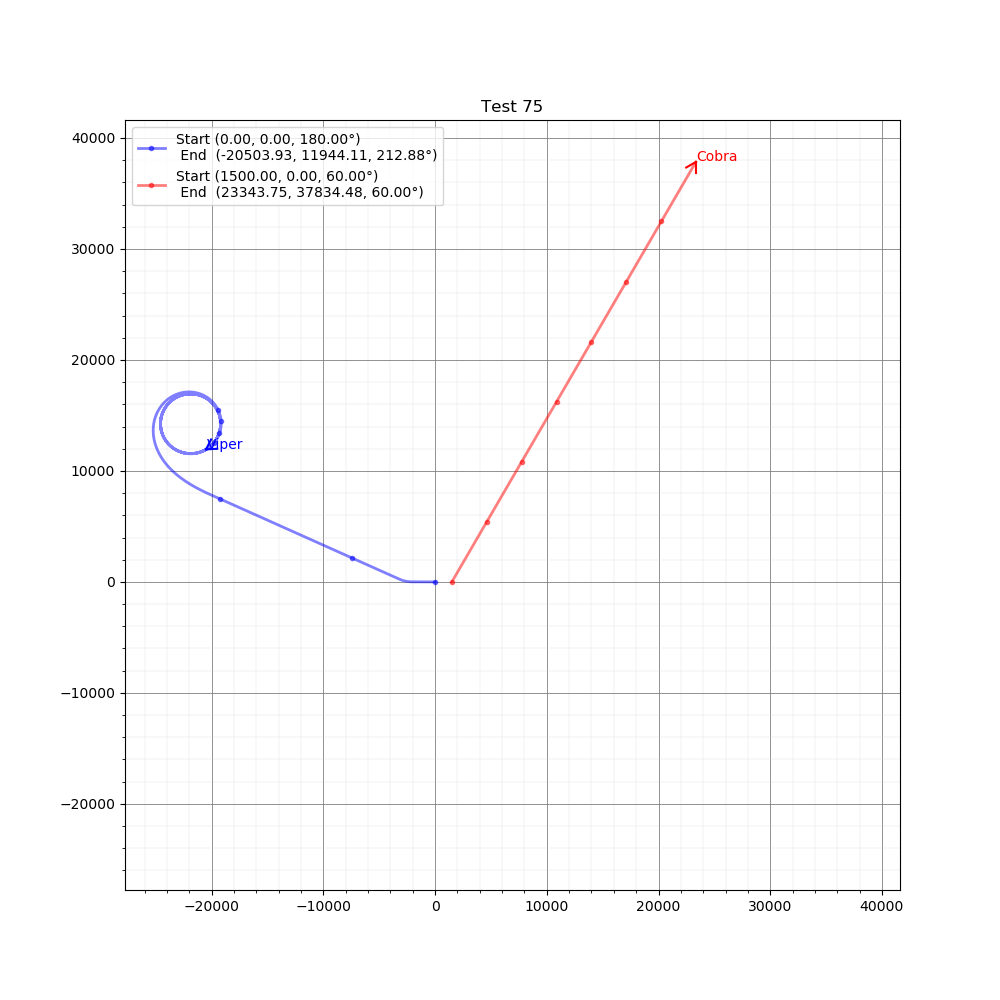 Test 75
Start (0.00, 0.00, 180.00°)
End (-20503.93, 11944.11, 212.88°)
Start (1500.00, 0.00, 60.00°)
End (23343.75, 37834.48, 60.00°)
Cobra
Viper
40000
30000
20000
10000
0
−10000
−20000
−20000
−10000
0
10000
20000
30000
40000